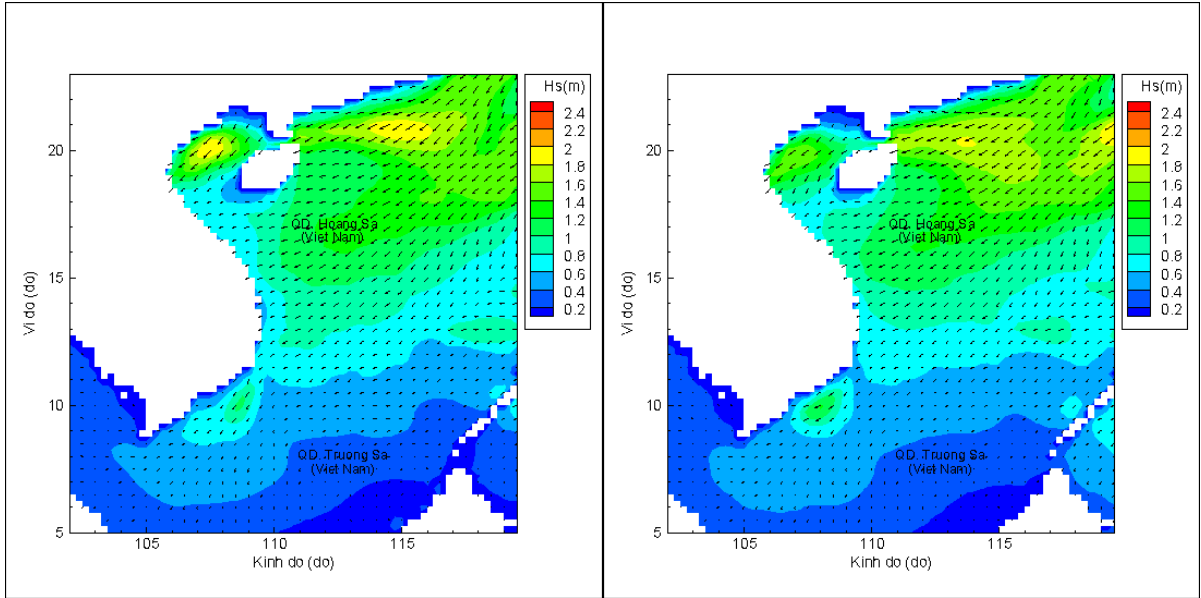 Hs(m)
2.4
2.2
2
1.8
1.6
1.4
1.2
1
0.8
0.6
0.4
0.2
20
15
10
5
Vi do (do)
QD. Hoang Sa
(Viet Nam)
QD. Truong Sa
(Viet Nam)
105
110
115
Kinh do (do)
Hs(m)
2.4
2.2
2
1.8
1.6
1.4
1.2
1
0.8
0.6
0.4
0.2
20
15
10
5
Vi do (do)
QD. Hoang Sa
(Viet Nam)
QD. Truong Sa
(Viet Nam)
105
110
115
Kinh do (do)